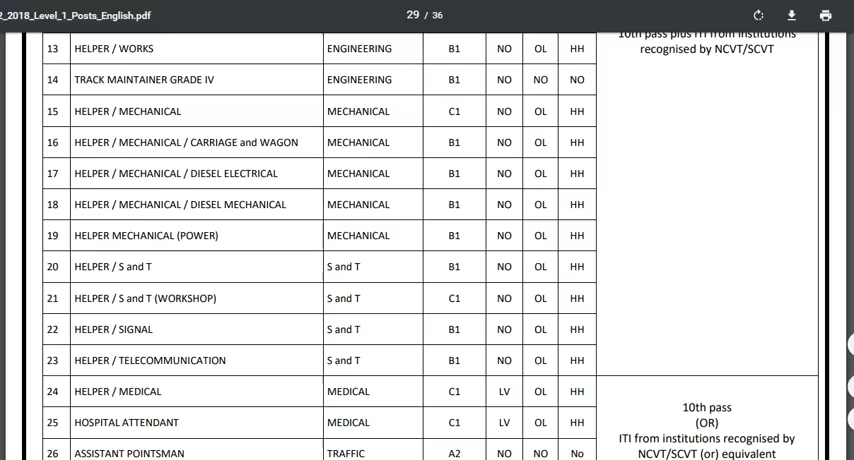 2_2018_Level_1_Posts_English.pdf 29 / 36
10th pass plus ITI from institutions
recognised by NCVT/SCVT
13 HELPER / WORKS ENGINEERING B1 NO OL HH
14 TRACK MAINTAINER GRADE IV ENGINEERING B1 NO NO NO
15 HELPER / MECHANICAL MECHANICAL C1 NO OL HH
16 HELPER / MECHANICAL / CARRIAGE and WAGON MECHANICAL B1 NO OL HH
17 HELPER / MECHANICAL / DIESEL ELECTRICAL MECHANICAL B1 NO OL HH
18 HELPER / MECHANICAL / DIESEL MECHANICAL MECHANICAL B1 NO OL HH
19 HELPER MECHANICAL (POWER) MECHANICAL B1 NO OL HH
20 HELPER / S and T S and T B1 NO OL HH
21 HELPER / S and T (WORKSHOP) S and T C1 NO OL HH
22 HELPER / SIGNAL S and T B1 NO OL HH
23 HELPER / TELECOMMUNICATION S and T B1 NO OL HH
24 HELPER / MEDICAL MEDICAL C1 LV OL HH
25 HOSPITAL ATTENDANT MEDICAL C1 LV OL HH
26 ASSISTANT POINTSMAN TRAFFIC A2 NO NO No
10th pass
(OR)
ITI from institutions recognised by
NCVT/SCVT (or) equivalent